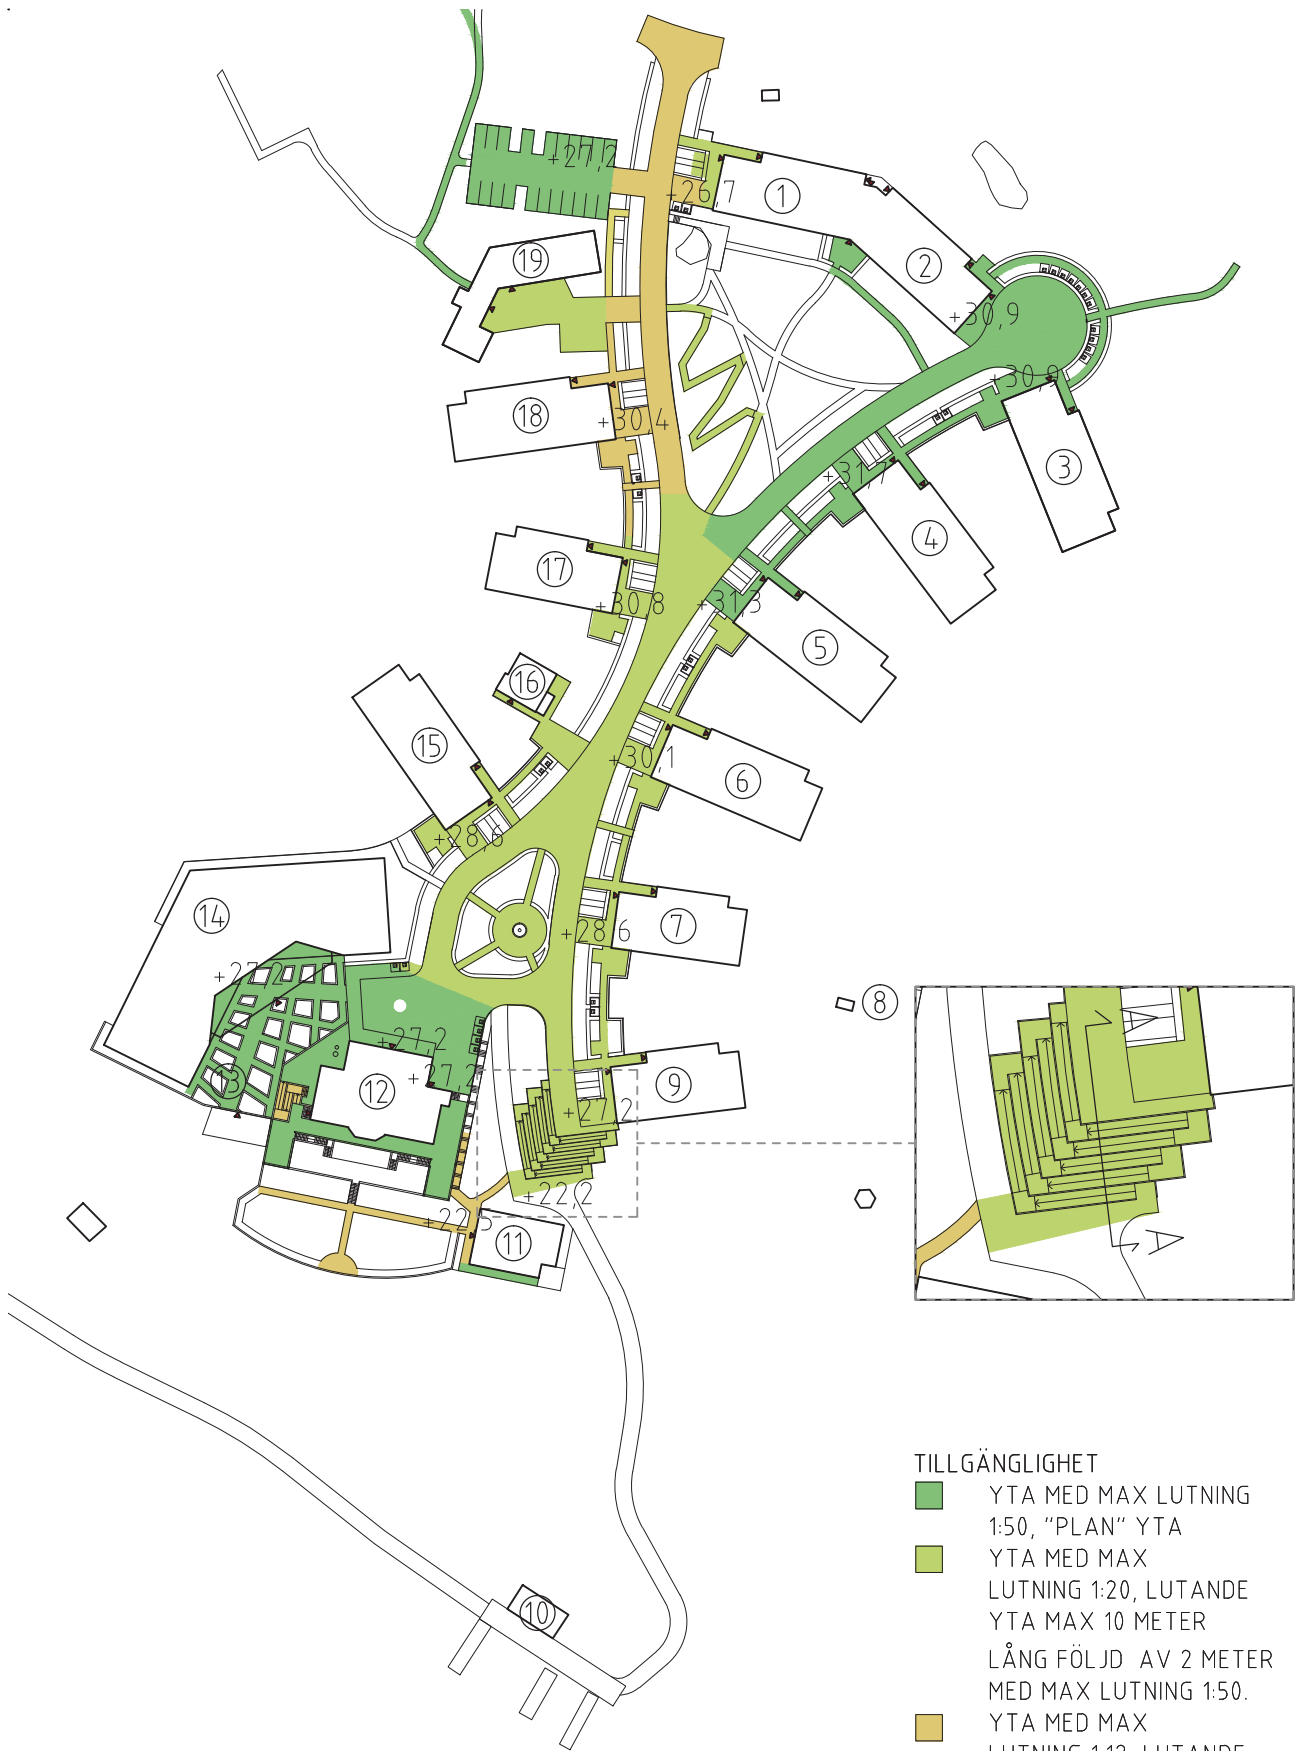 +27,2
+26,7
1
19
2
+30,9
+30,9
18
+30,4
3
+31,7
4
17
+30,8
+31,3
5
16
15
+30,1
6
+28,6
14
7
+28,6
+27,2
8
+27,2
+27,2
13
12
9
+27,2
+22,2
11
A
A
10
TILLGÄNGLIGHET
YTA MED MAX LUTNING
1:50, "PLAN" YTA
YTA MED MAX
LUTNING 1:20, LUTANDE
YTA MAX 10 METER
LÅNG FÖLJD AV 2 METER
MED MAX LUTNING 1:50.
YTA MED MAX
LUTNING 1:12, LUTANDE